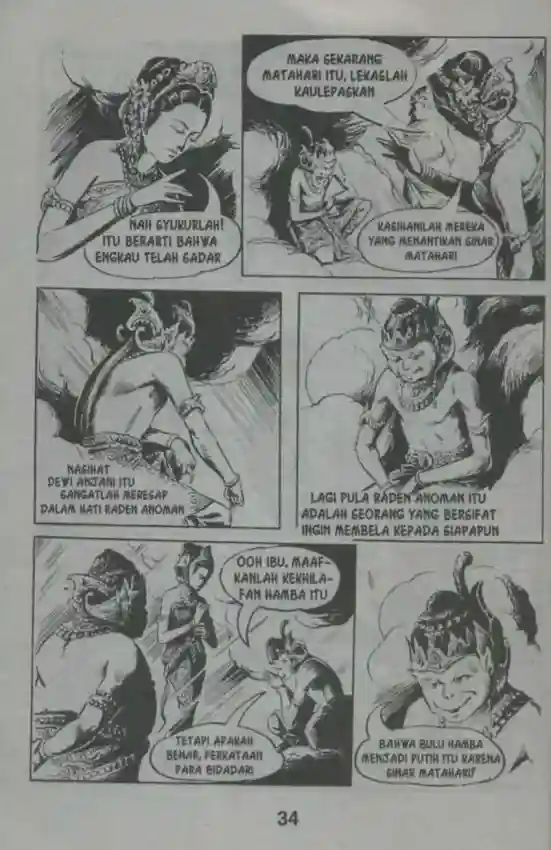 NAH SYUKURLAH!
ITU BERARTI BAHWA
ENGKAU TELAH SADAR
MAKA SEKARANG
MATAHARI ITU, LEKASLAH
KAULEPASKAN
KASIHANILAH MEREKA
YANG MENANTIKAN SINAR
MATAHARI
NASIHAT
DEWI ANJANI ITU
SANGATLAH MERESAP
DALAM HATI RADEN ANOMAN
LAGI PULA RADEN ANOMAN ITU
ADALAH SEORANG YANG BERSIFAT
INGIN MEMBELA KEPADA SIAPAPUN
OOH IBU, MAAF-
KANLAH KEKHILA-
FAN HAMBA ITU
TETAPI APAKAH
BENAR, PERKATAAN
PARA BIDADARI
BAHWA BULU HAMBA
MENJADI PUTIH ITU KARENA
SINAR MATAHARI?
34